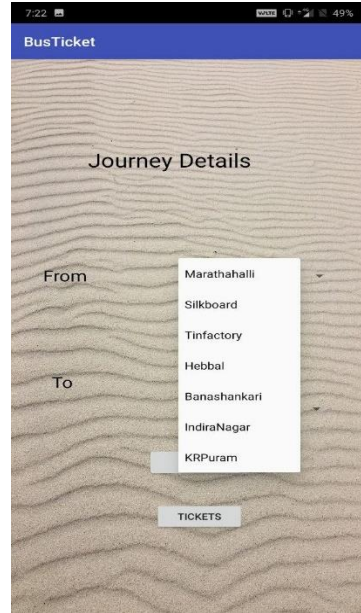 7:22 49%
BusTicket
Journey Details
From
Marathahalli
Silkboard
Tinfactory
Hebbal
To
Banashankari
IndiraNagar
KRPuram
TICKETS